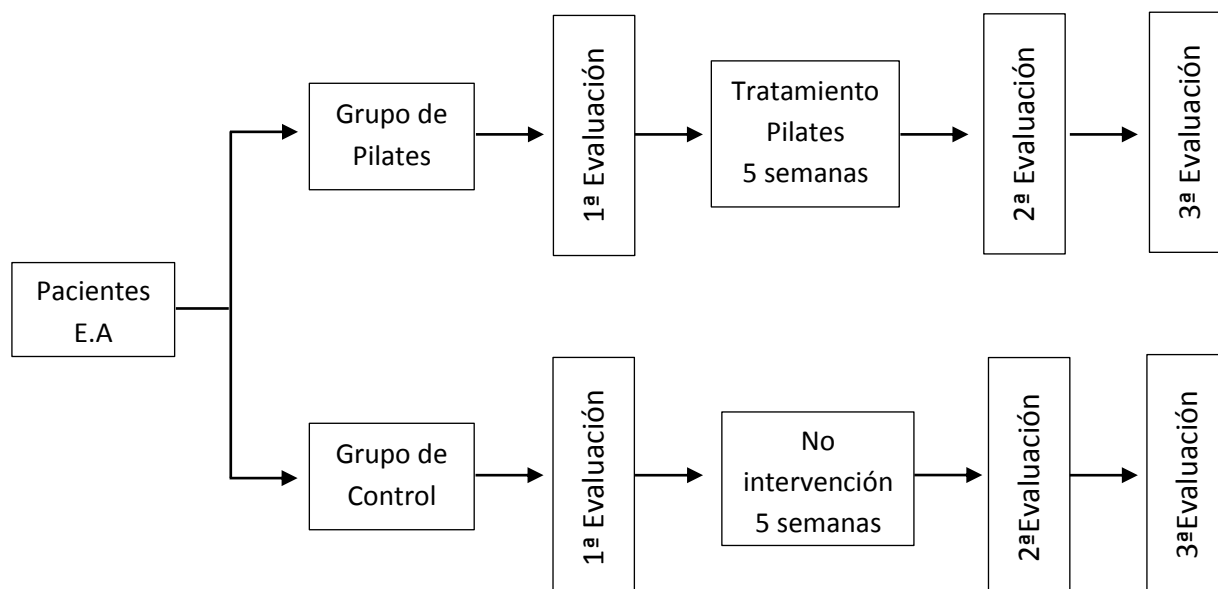 Pacientes
E.A
Grupo de
Pilates
1ª Evaluación
Tratamiento
Pilates
5 semanas
2ª Evaluación
3ª Evaluación
Grupo de
Control
1ª Evaluación
No
intervención
5 semanas
2ªEvaluación
3ªEvaluación